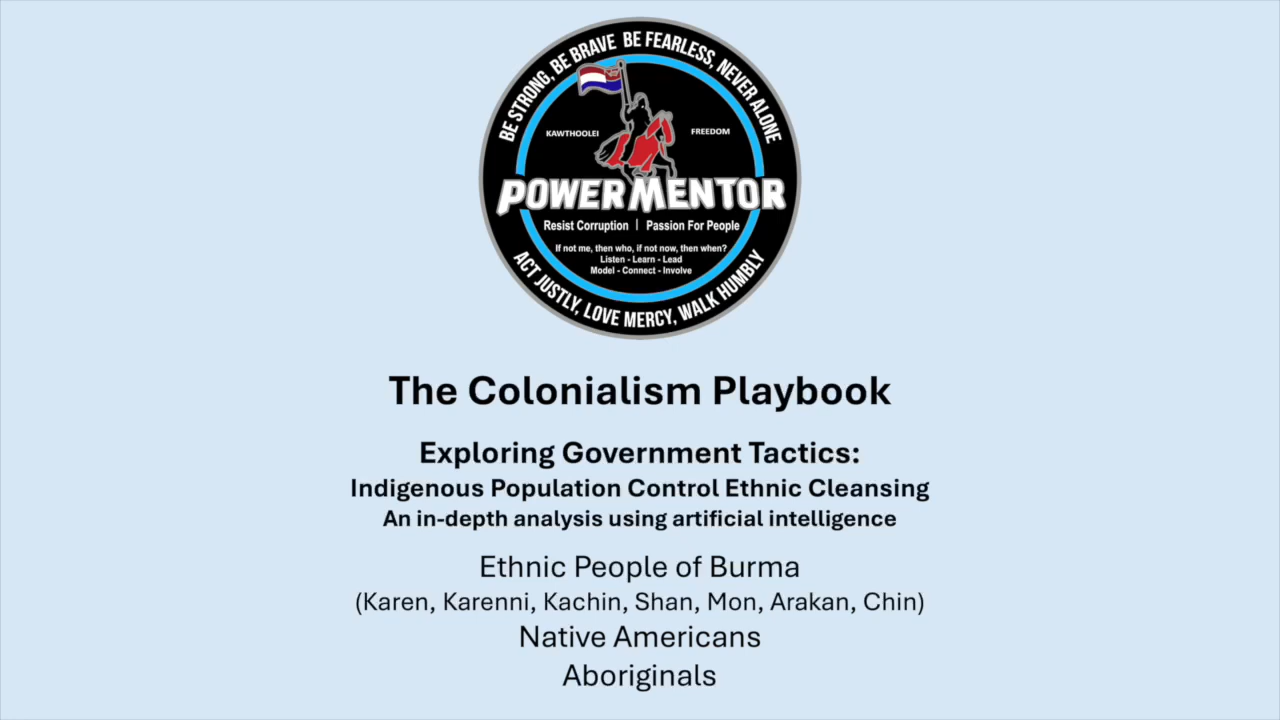 BE STRONG, BE BRAVE BE FEARLESS, NEVER ALONE
KAWTHOOLEI
FREEDOM
POWER MENTOR
Resist Corruption | Passion For People
If not me, then who, if not now, then when?
Listen - Learn - Lead
Model - Connect - Involve
ACT JUSTLY, LOVE MERCY, WALK HUMBLY
The Colonialism Playbook
Exploring Government Tactics:
Indigenous Population Control Ethnic Cleansing
An in-depth analysis using artificial intelligence
Ethnic People of Burma
(Karen, Karenni, Kachin, Shan, Mon, Arakan, Chin)
Native Americans
Aboriginals